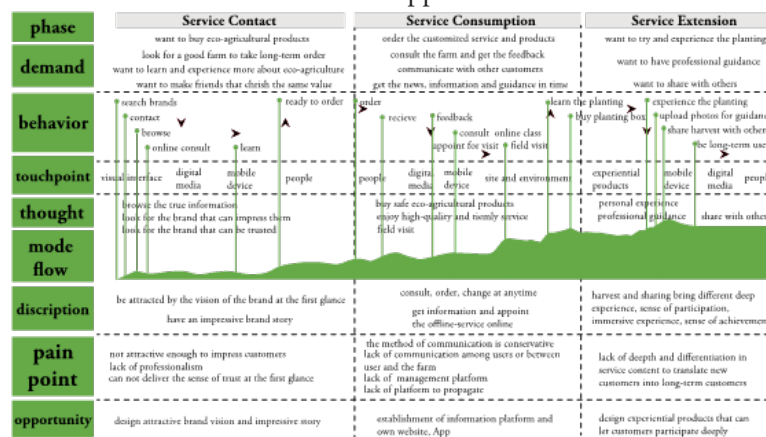 phase
Service Contact
Service Consumption
Service Extension
demand
want to buy eco-agricultural products
look for a good farm to take long-term order
want to learn and experience more about eco-agriculture
want to make friends that chrish the same value
order the customized service and products
consult the farm and get the feedback
communicate with other customers
get the news, information and guidance in time
want to try and experience the planting
want to have professional guidance
want to share with others
behavior
search brands
contact
browse
online consult
learn
ready to order
order
recieve
feedback
consult online class
appoint for visit
field visit
learn the planting
buy planting box
experience the planting
upload photos for guidanc
share harvest with other
be long-term use
touchpoint
visual interface
digital
media
mobile
device
people
people
digital
media
mobile
device
site and environment
experiential
products
mobile
device
digital
media
peopl
thought
browse the true information
look for the brand that can impress them
look for the brand that can be trusted
buy safe eco-agricultural products
enjoy high-quality and tiemly service
field visit
personal experience
professional guidance
share with other
mode
flow
discription
be attracted by the vision of the brand at the first glance
have an impressive brand story
consult, order, change at anytime
get information and appoint
the offline-service online
harvest and sharing bring different deep
experience, sense of participation,
immersive experience, sense of achievemen
pain
point
not attractive enough to impress customers
lack of professionalism
can not deliver the sense of trust at the first glance
the method of communication is conservative
lack of communication among users or between
user and the farm
lack of management platform
lack of platform to propagate
lack of deepth and differentiation in
service content to translate new
customers into long-term customers
opportunity
design attractive brand vision and impressive story
establishment of information platform and
own website, App
design experiential products that can
let customers participate deeply